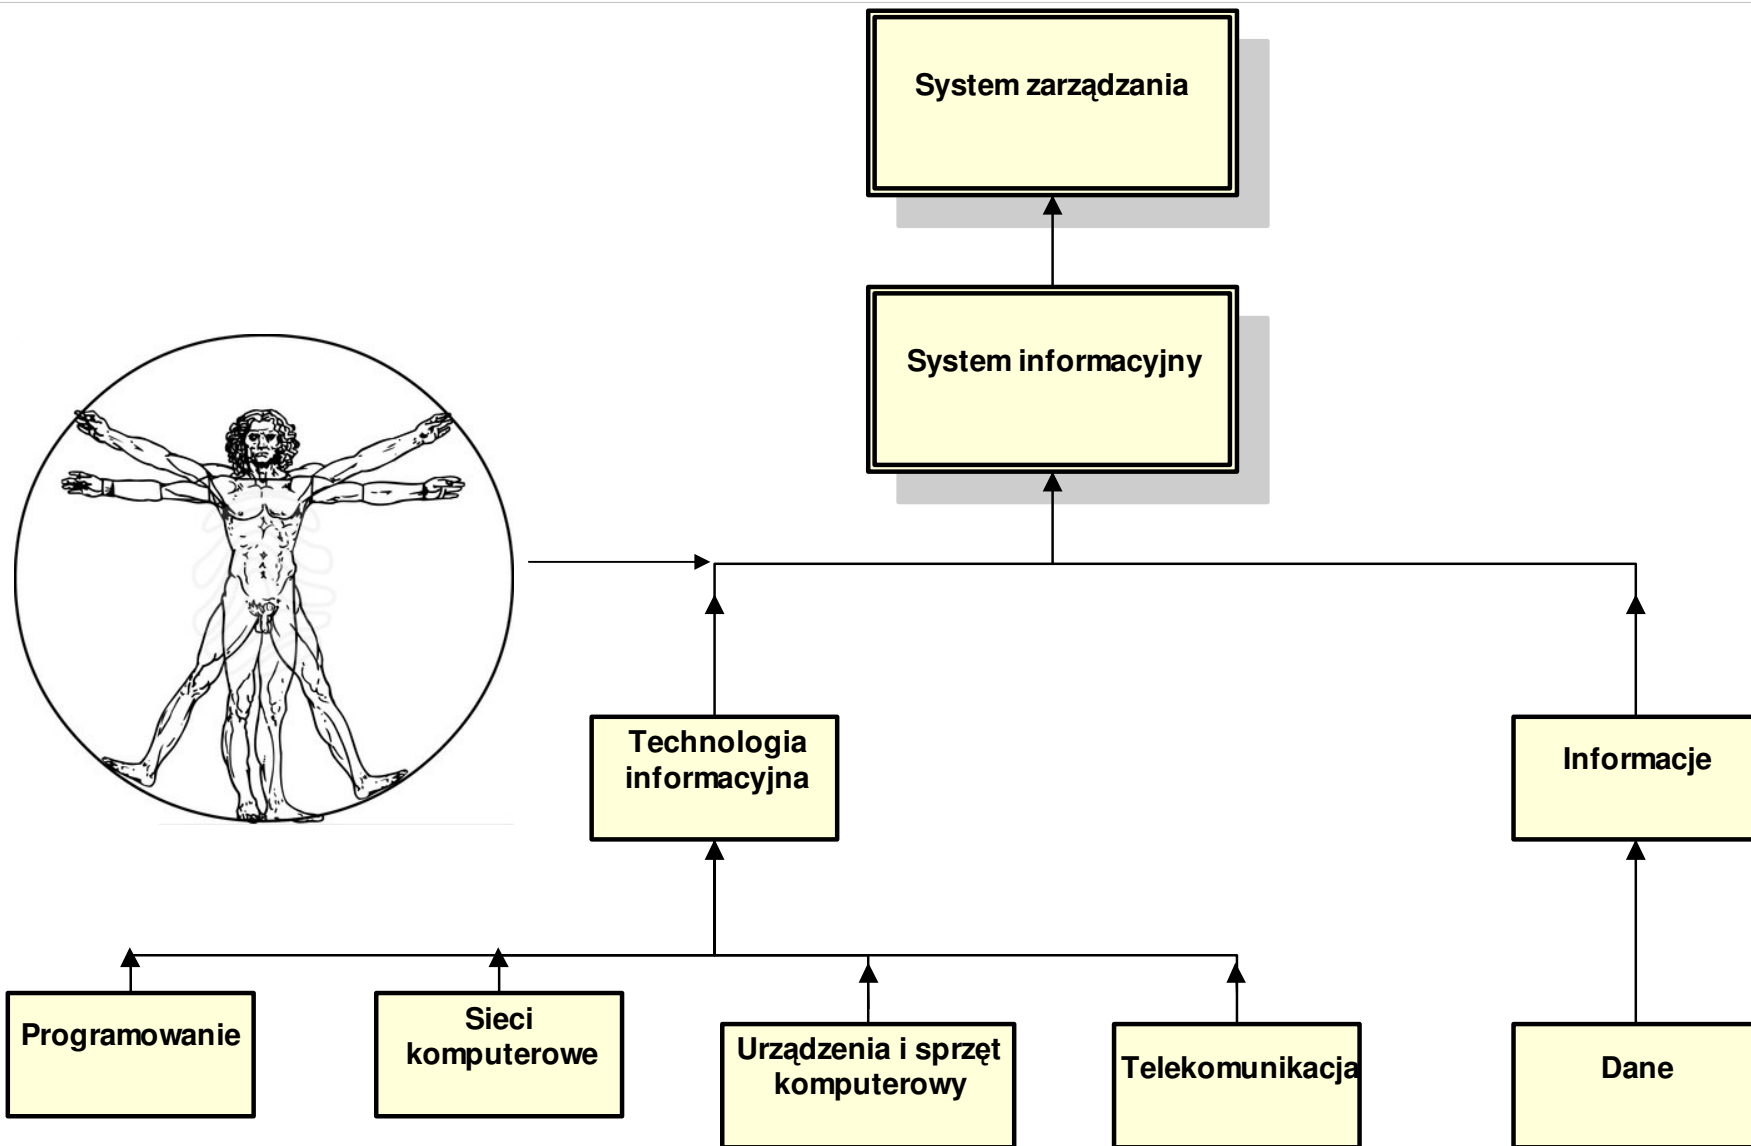 System zarządzania
System informacyjny
Technologia
informacyjna
Informacje
Programowanie
Sieci
komputerowe
Urządzenia i sprzęt
komputerowy
Telekomunikacja
Dane